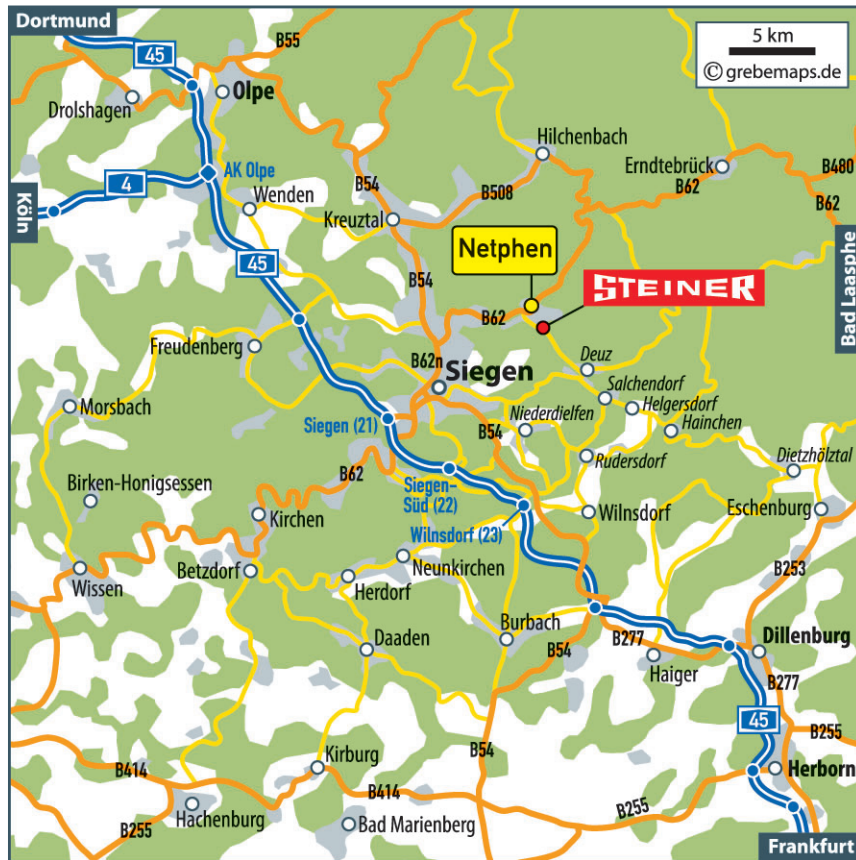 Dortmund
45
B55
5 km
© grebemaps.de
Drolshagen
Olpe
Hilchenbach
Erndtebrück
B480
AK Olpe
B54
B508
B62
4
Köln
Wenden
Kreuztal
B62
45
Netphen
B54
STEINER
Bad Laasphe
B62
Freudenberg
B62n
Siegen
Deuz
Salchendorf
Helgersdorf
Hainchen
Morsbach
Siegen (21)
B54
Niederdielfen
Rudersdorf
Dietzhölztal
Birken-Honigsessen
B62
Siegen-
Süd (22)
Kirchen
Wilnsdorf (23)
Wilnsdorf
Eschenburg
Wissen
Betzdorf
Herdorf
Neunkirchen
B253
Burbach
Daaden
B54
B277
Haiger
Dillenburg
B277
45
B255
B54
Kirburg
B414
B414
Herborn
B255
Hachenburg
B255
Bad Marienberg
Frankfurt